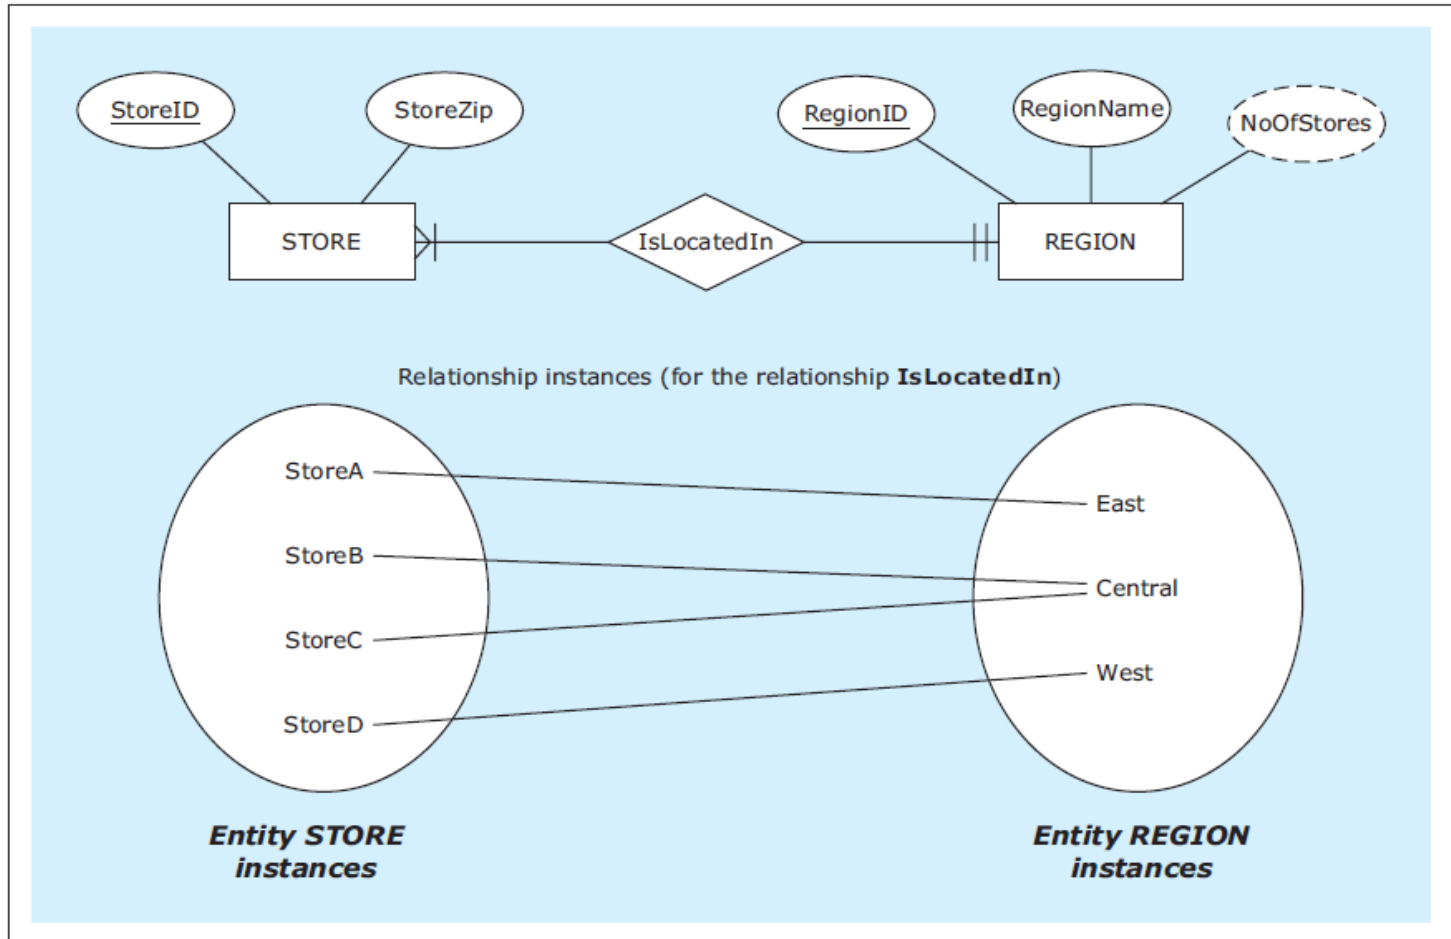 StoreID
StoreZip
RegionID
RegionName
NoOfStores
STORE
IsLocatedIn
REGION
Relationship instances (for the relationship IsLocatedIn)
StoreA
StoreB
StoreC
StoreD
East
Central
West
Entity STORE
instances
Entity REGION
instances